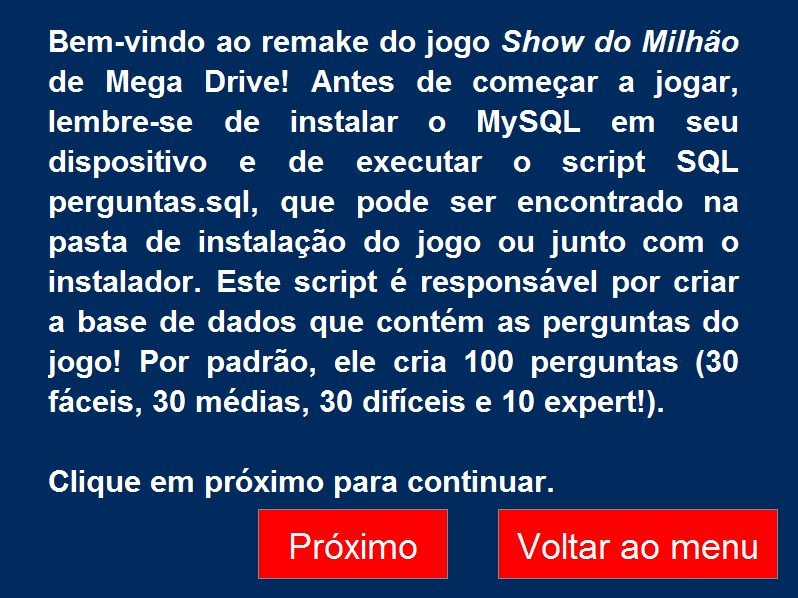 Bem-vindo ao remake do jogo Show do Milhão
de Mega Drive! Antes de começar a jogar,
lembre-se de instalar o MySQL em seu
dispositivo e de executar o script SQL
perguntas.sql, que pode ser encontrado na
pasta de instalação do jogo ou junto com o
instalador. Este script é responsável por criar
a base de dados que contém as perguntas do
jogo! Por padrão, ele cria 100 perguntas (30
fáceis, 30 médias, 30 difíceis e 10 expert!).
Clique em próximo para continuar.
Próximo
Voltar ao menu